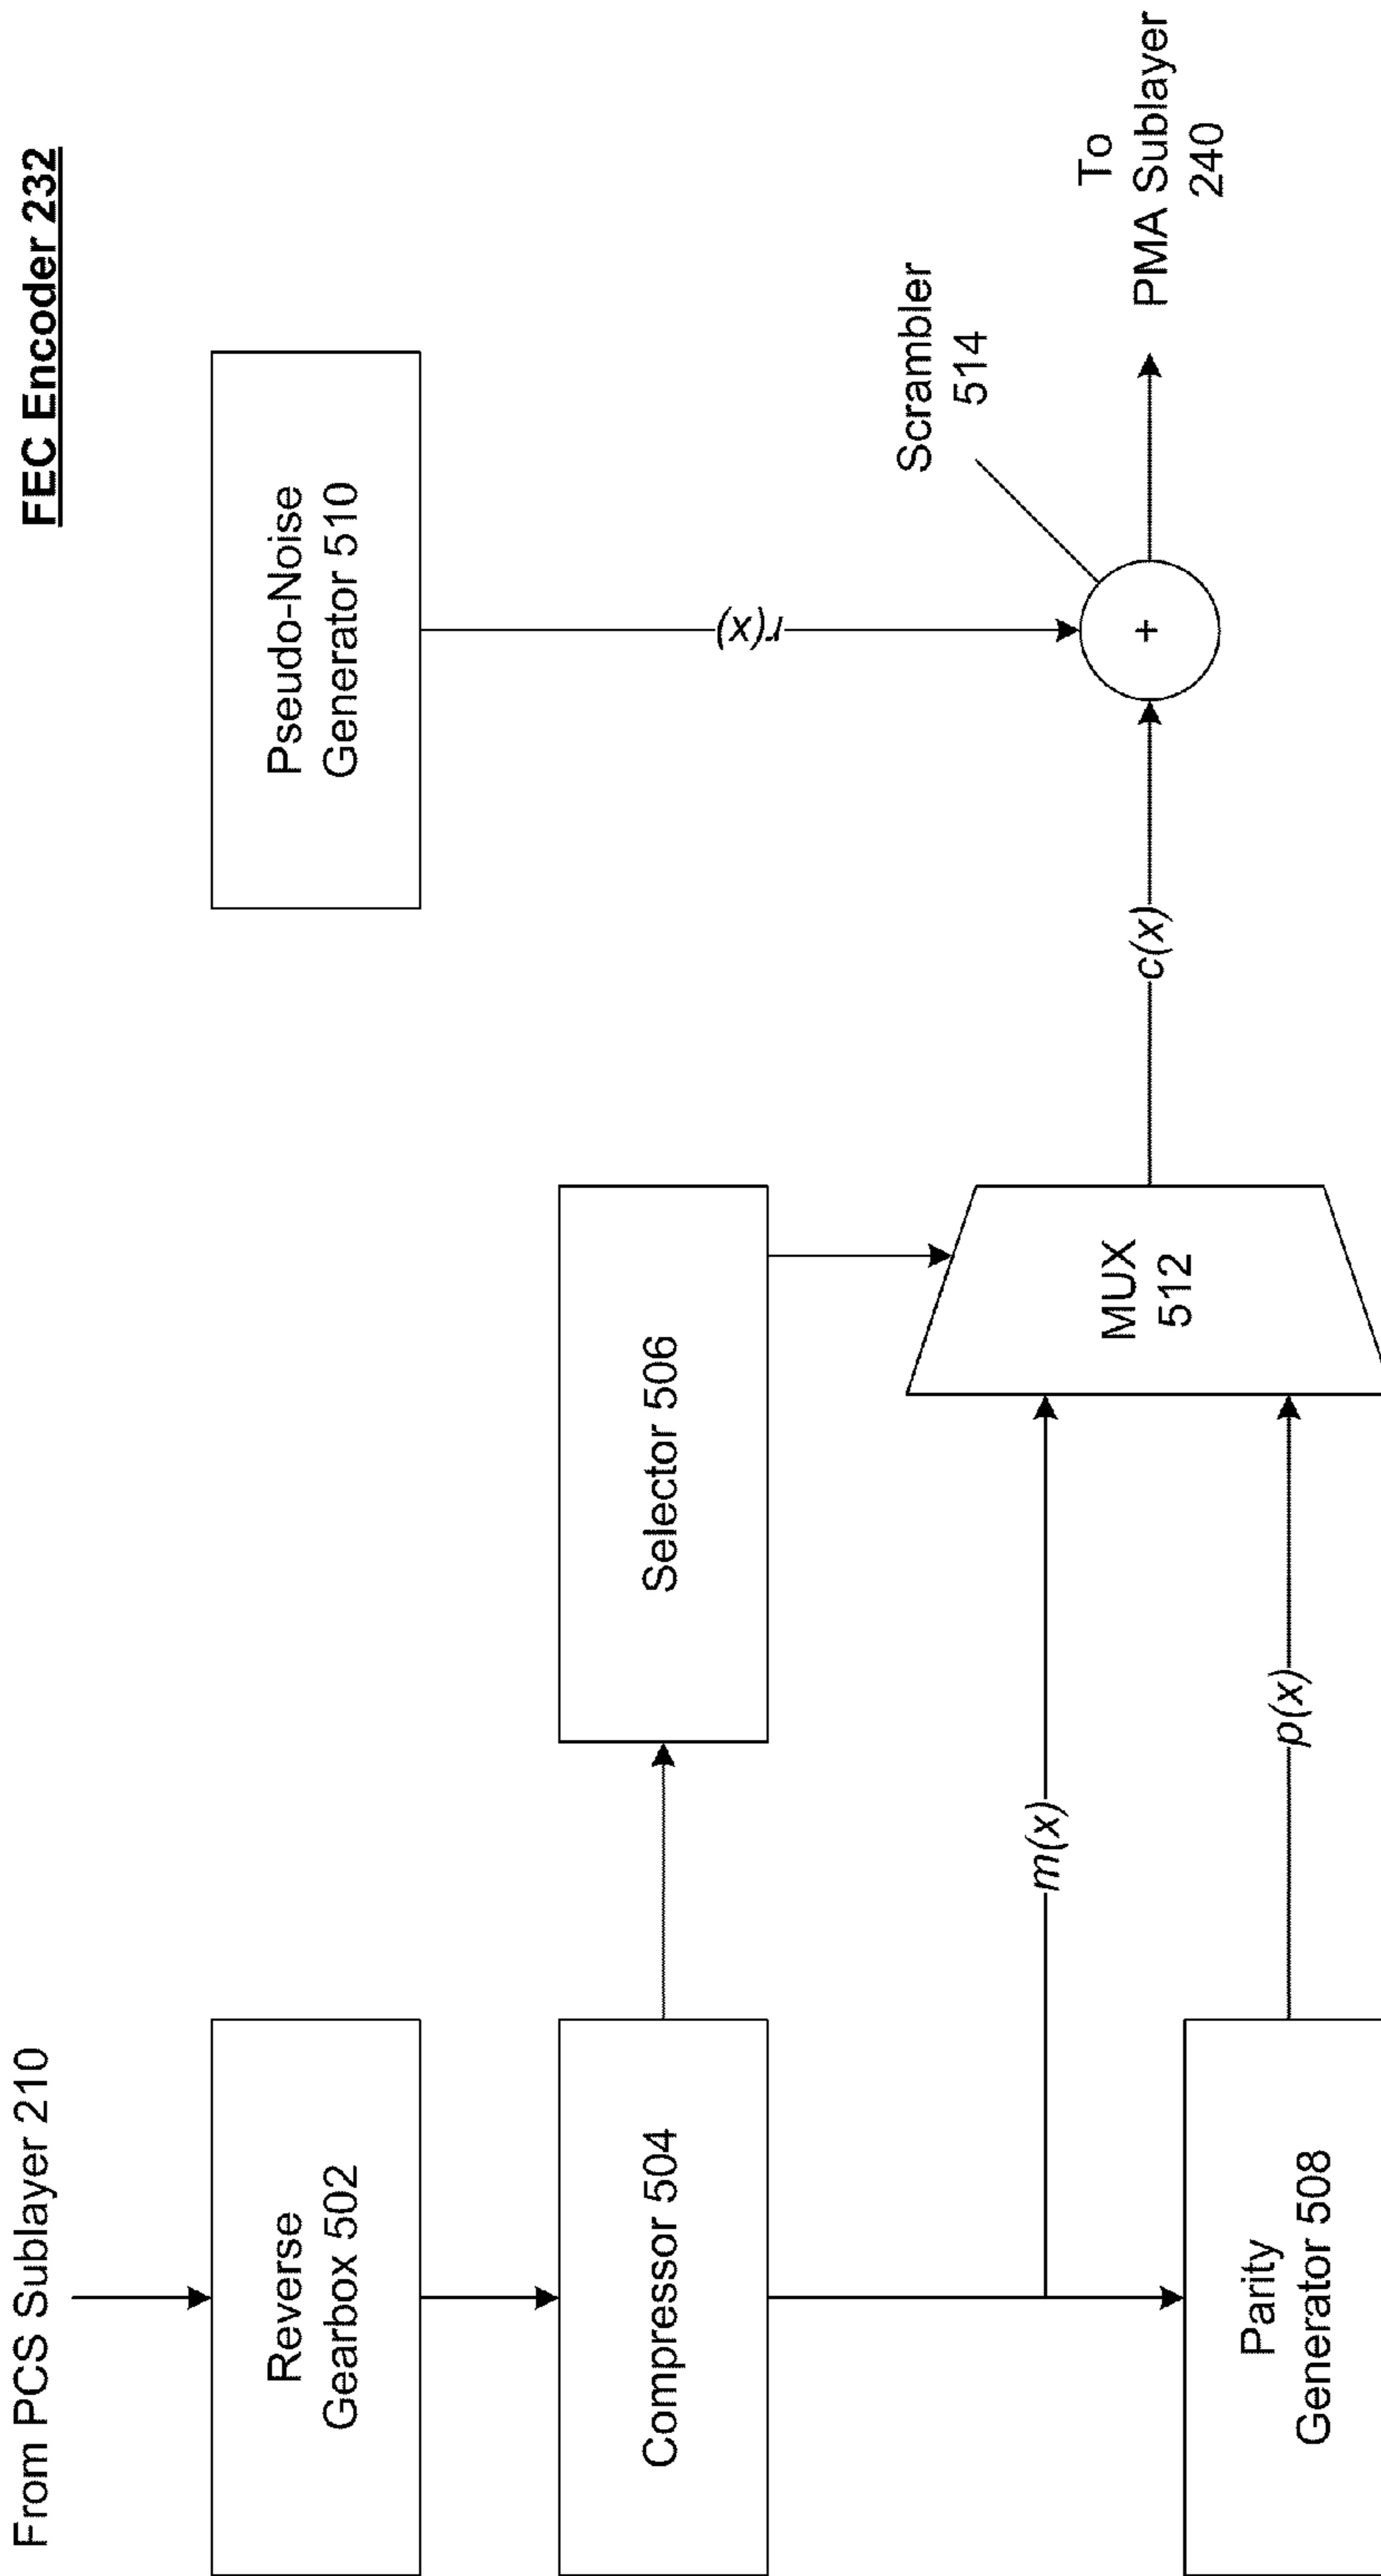 FEC Encoder 232
From PCS Sublayer 210
Reverse
Gearbox 502
Pseudo-Noise
Generator 510
Compressor 504
Selector 506
r(x)
Scrambler
514
m(x)
MUX
512
c(x)
+
To
PMA Sublayer
240
Parity
Generator 508
p(x)